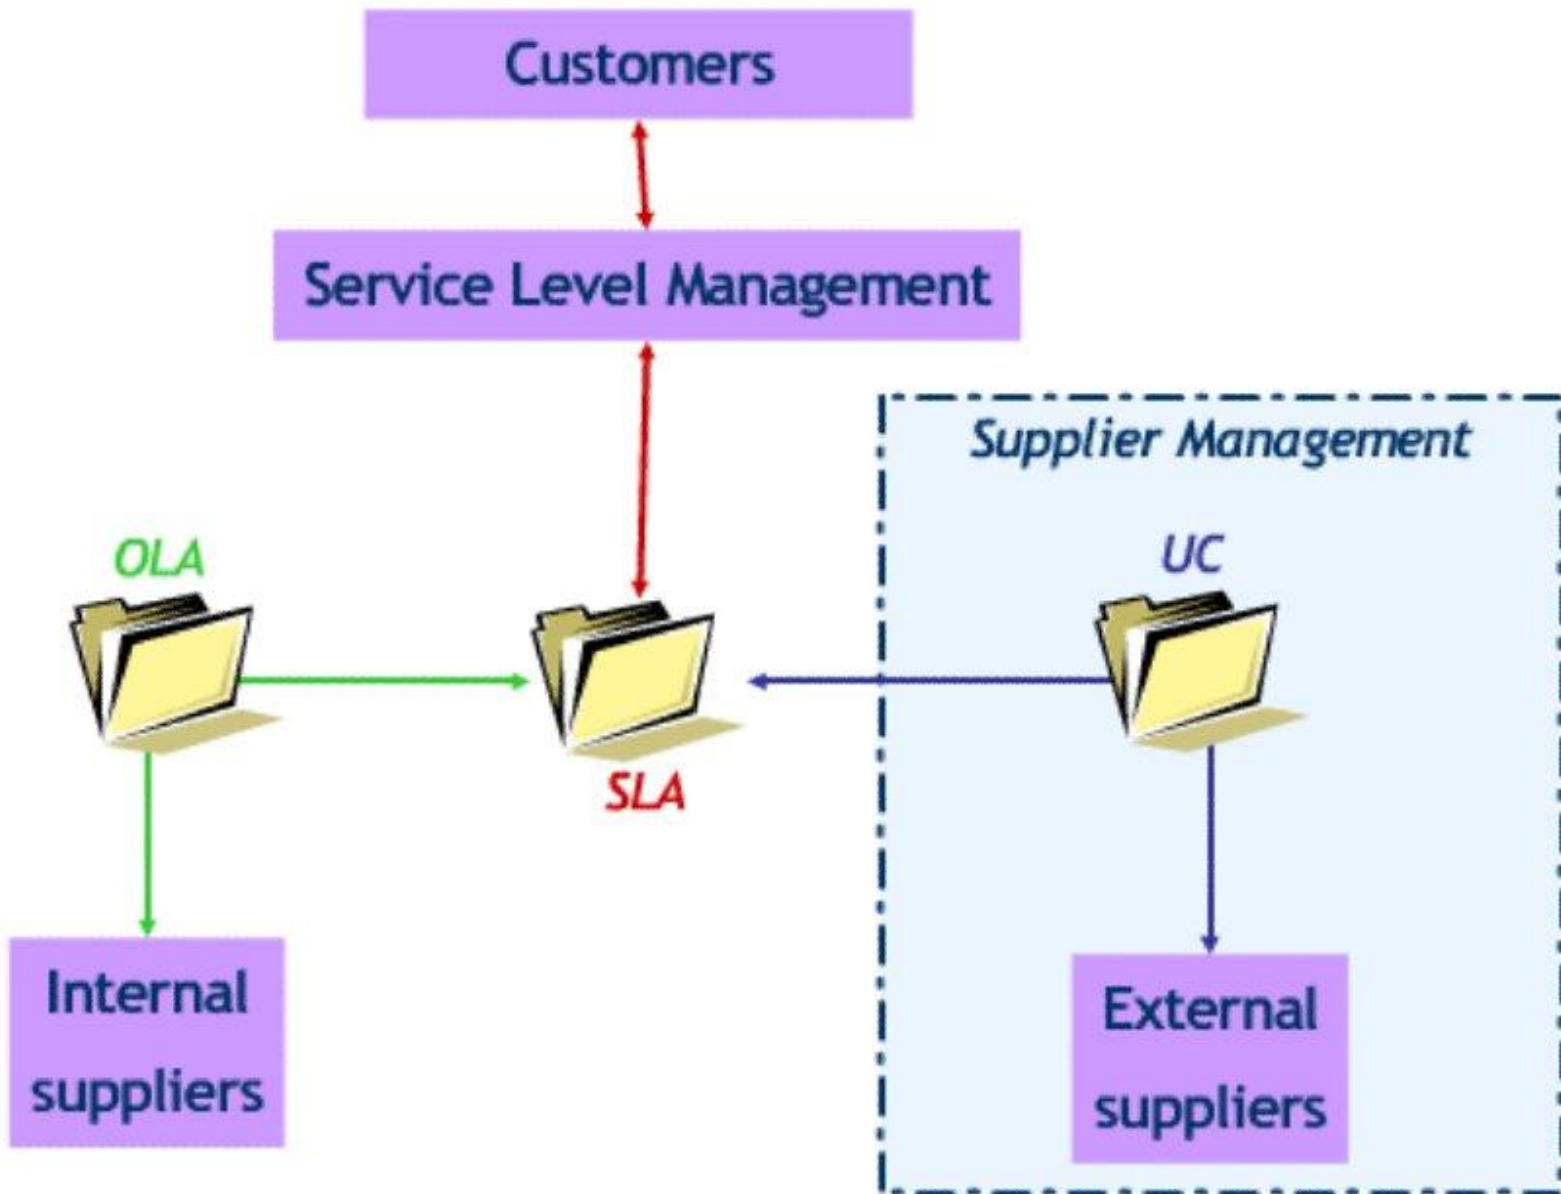 Customers
Service Level Management
Supplier Management
OLA
UC
SLA
Internal
suppliers
External
suppliers